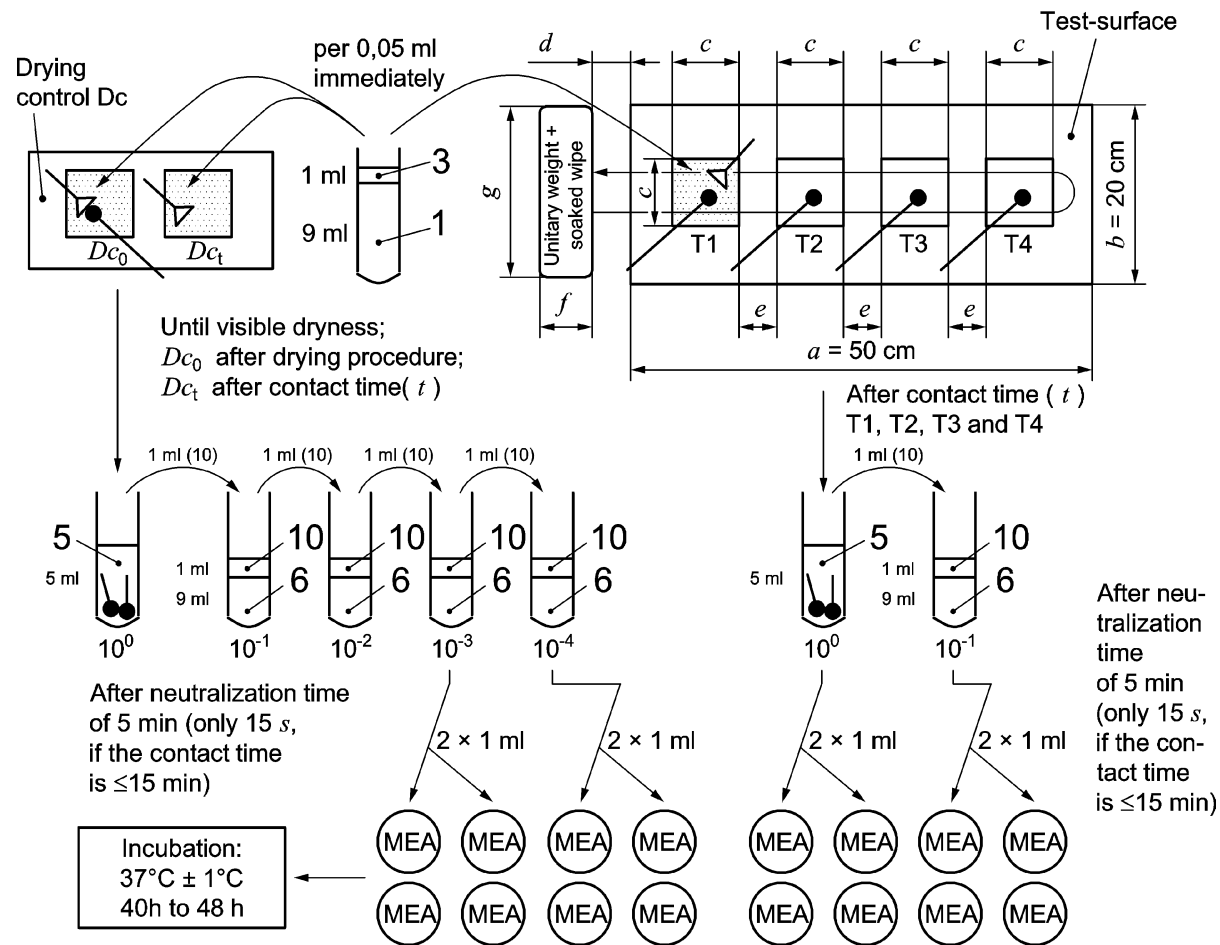 Test-surface
d
c
c
c
c
per 0,05 ml
immediately
Drying
control Dc
1 ml
3
9 ml
1
Dc₀
Dcₜ
g
Unitary weight +
soaked wipe
f
c
T1
T2
T3
T4
b = 20 cm
e
e
e
a = 50 cm
Until visible dryness;
Dc₀ after drying procedure;
Dcₜ after contact time( t )
After contact time ( t )
T1, T2, T3 and T4
1 ml (10)
1 ml (10)
1 ml (10)
1 ml (10)
1 ml (10)
5
5 ml
10
10
10
10
1 ml
9 ml
6
6
6
6
10⁰
10⁻¹
10⁻²
10⁻³
10⁻⁴
5
5 ml
10
1 ml
9 ml
6
10⁰
10⁻¹
After neutralization time
of 5 min (only 15 s,
if the contact time
is ≤15 min)
After neu-
tralization
time
of 5 min
(only 15 s,
if the con-
tact time
is ≤15 min)
2 × 1 ml
2 × 1 ml
2 × 1 ml
2 × 1 ml
MEA
MEA
MEA
MEA
MEA
MEA
MEA
MEA
Incubation:
37°C ± 1°C
40h to 48 h
MEA
MEA
MEA
MEA
MEA
MEA
MEA
MEA